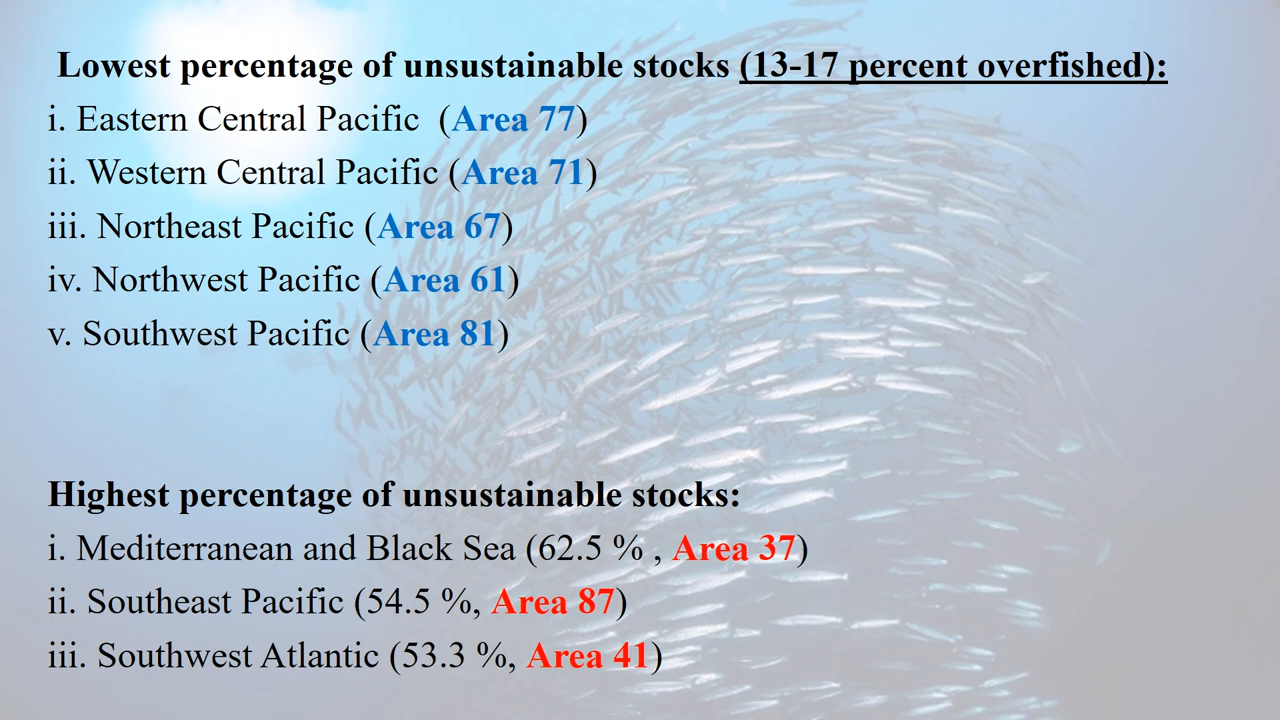 Lowest percentage of unsustainable stocks (13-17 percent overfished):
i. Eastern Central Pacific (Area 77)
ii. Western Central Pacific (Area 71)
iii. Northeast Pacific (Area 67)
iv. Northwest Pacific (Area 61)
v. Southwest Pacific (Area 81)
Highest percentage of unsustainable stocks:
i. Mediterranean and Black Sea (62.5 % , Area 37)
ii. Southeast Pacific (54.5 %, Area 87)
iii. Southwest Atlantic (53.3 %, Area 41)